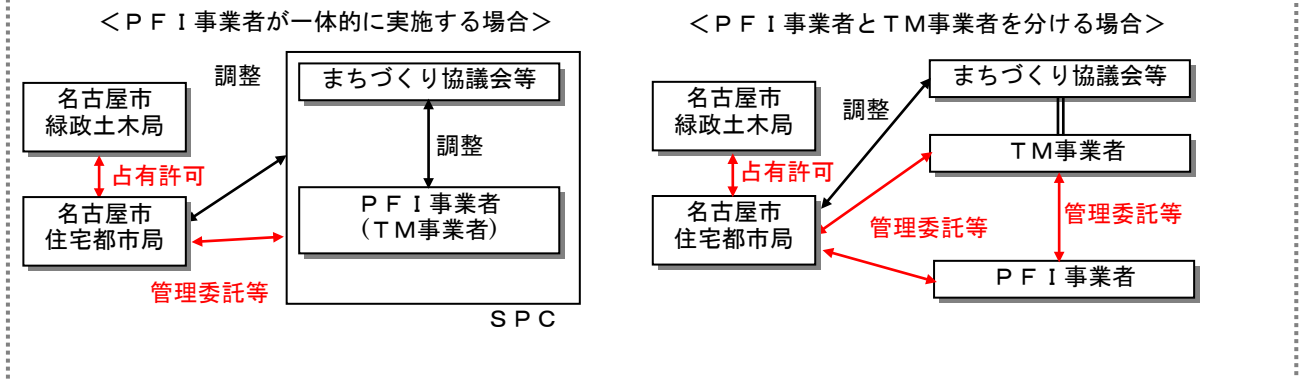 ＜ＰＦＩ事業者が一体的に実施する場合＞
調整
まちづくり協議会等
名古屋市
緑政土木局
調整
占有許可
名古屋市
住宅都市局
ＰＦＩ事業者
（ＴＭ事業者）
管理委託等
ＳＰＣ
＜ＰＦＩ事業者とＴＭ事業者を分ける場合＞
まちづくり協議会等
名古屋市
緑政土木局
調整
ＴＭ事業者
占有許可
名古屋市
住宅都市局
管理委託等
管理委託等
ＰＦＩ事業者